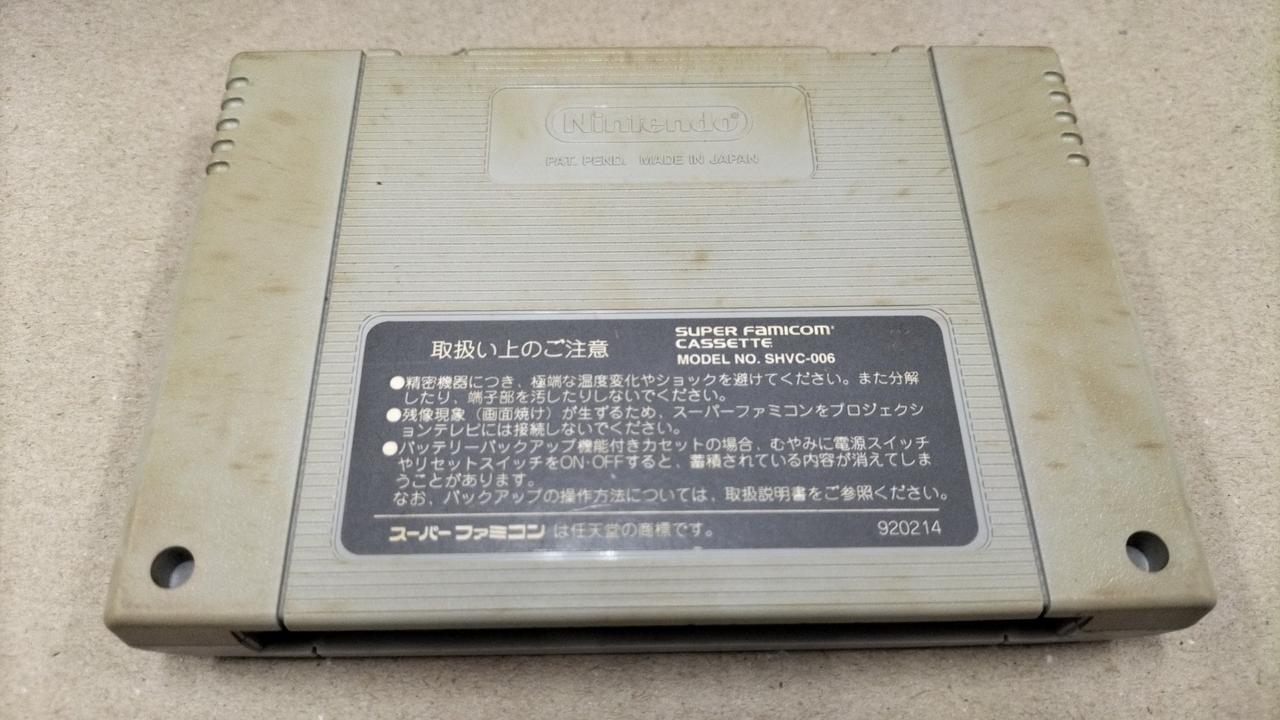 Nintendo®
PAT. PEND. MADE IN JAPAN
取扱い上のご注意
SUPER FAMICOM®
CASSETTE
MODEL NO. SHVC-006
●精密機器につき、極端な温度変化やショックを避けてください。また分解
したり、端子部を汚したりしないでください。
●残像現象（画面焼け）が生ずるため、スーパーファミコンをプロジェクシ
ョンテレビには接続しないでください。
●バッテリーバックアップ機能付きカセットの場合、むやみに電源スイッチ
やリセットスイッチをON・OFFすると、蓄積されている内容が消えてしま
うことがあります。
なお、バックアップの操作方法については、取扱説明書をご参照ください。
スーパーファミコン は任天堂の商標です。
920214